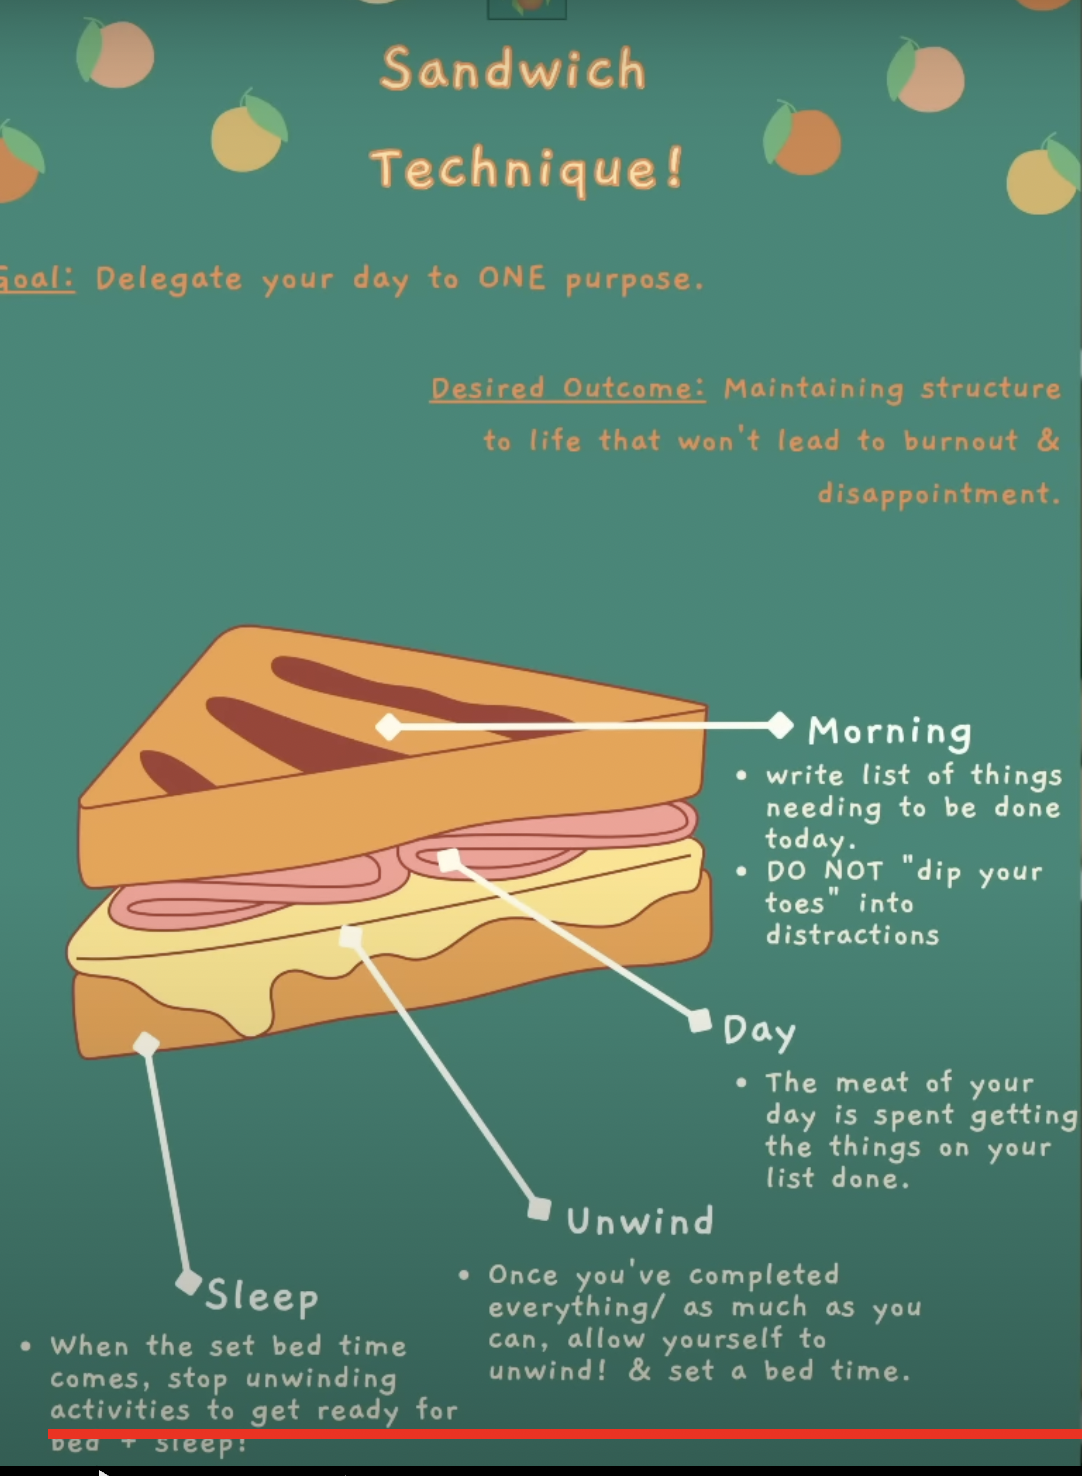 Sandwich
Technique!
Goal: Delegate your day to ONE purpose.
Desired Outcome: Maintaining structure
to life that won't lead to burnout &
disappointment.
Morning
• write list of things
needing to be done
today.
• DO NOT "dip your
toes" into
distractions
Day
• The meat of your
day is spent getting
the things on your
list done.
Unwind
• Once you've completed
everything/ as much as you
can, allow yourself to
unwind! & set a bed time.
Sleep
• When the set bed time
comes, stop unwinding
activities to get ready for
bed + sleep!